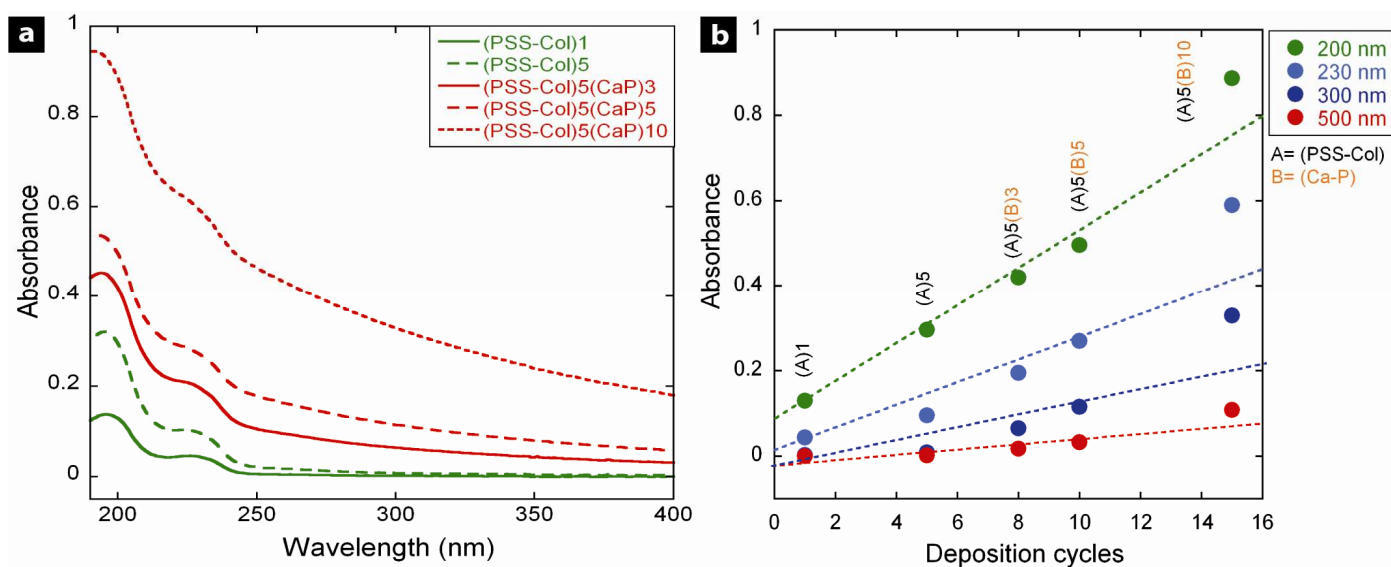 a
1
0.8
0.6
0.4
0.2
0
Absorbance
200
250
300
350
400
Wavelength (nm)
(PSS-Col)1
(PSS-Col)5
(PSS-Col)5(CaP)3
(PSS-Col)5(CaP)5
(PSS-Col)5(CaP)10
b
1
0.8
0.6
0.4
0.2
0
Absorbance
0
2
4
6
8
10
12
14
16
Deposition cycles
(A)1
(A)5
(A)5(B)3
(A)5(B)5
(A)5(B)10
200 nm
230 nm
300 nm
500 nm
A= (PSS-Col)
B= (Ca-P)